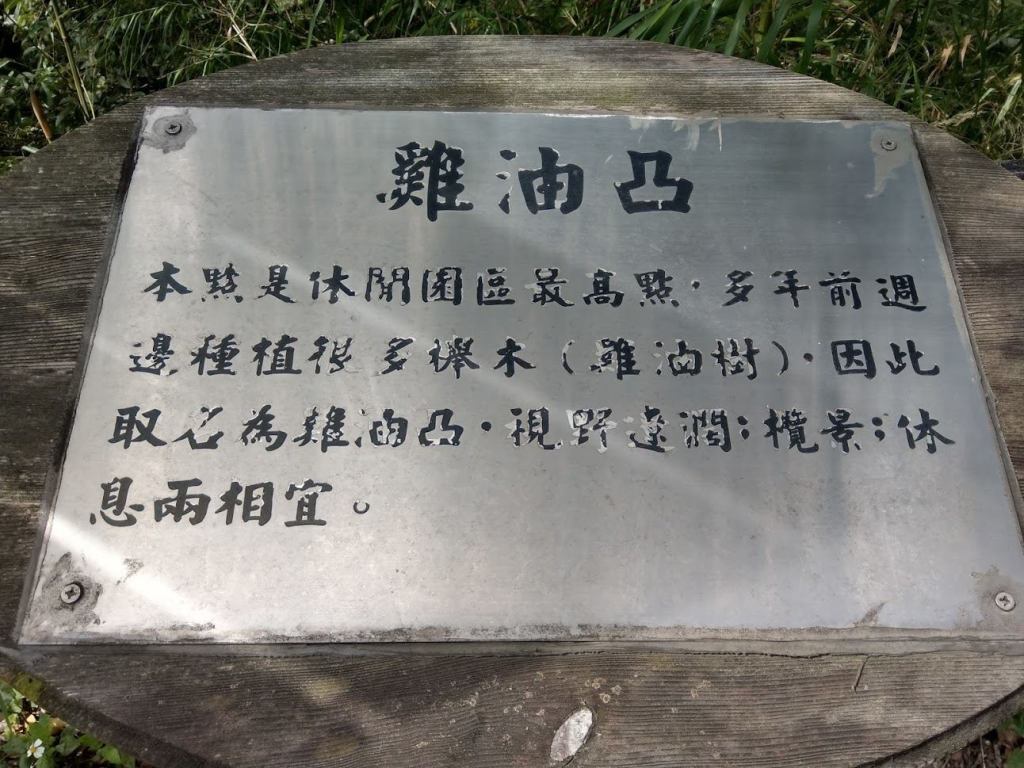 雞油凸
本點是休閒園區最高點．多年前週
邊種植很多櫸木（雞油樹）．因此
取名為雞油凸．視野遼濶；欖景；休
息兩相宜。